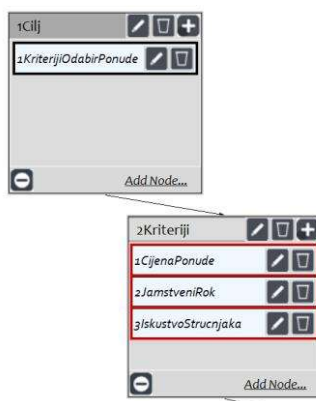 1Cilj
1KriterijiOdabirPonude
Add Node...
2Kriteriji
1CijenaPonude
2JamstveniRok
3IskustvoStrucnjaka
Add Node...